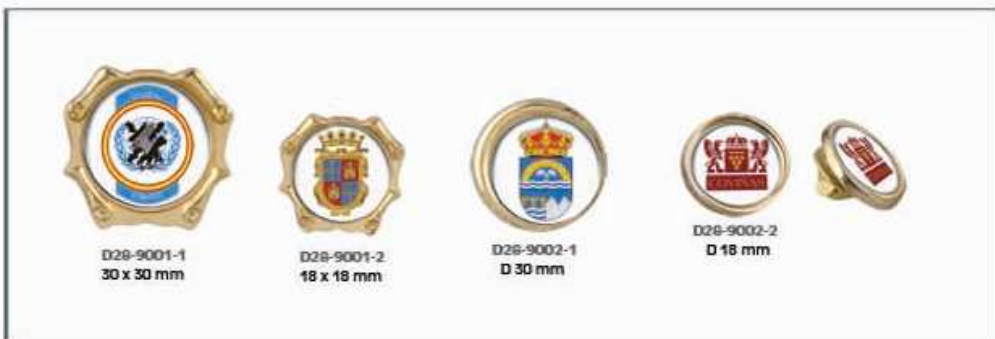 D28-9001-1
30 x 30 mm
D28-9001-2
18 x 18 mm
D28-9002-1
D 30 mm
COVIÑAS
D28-9002-2
D 18 mm